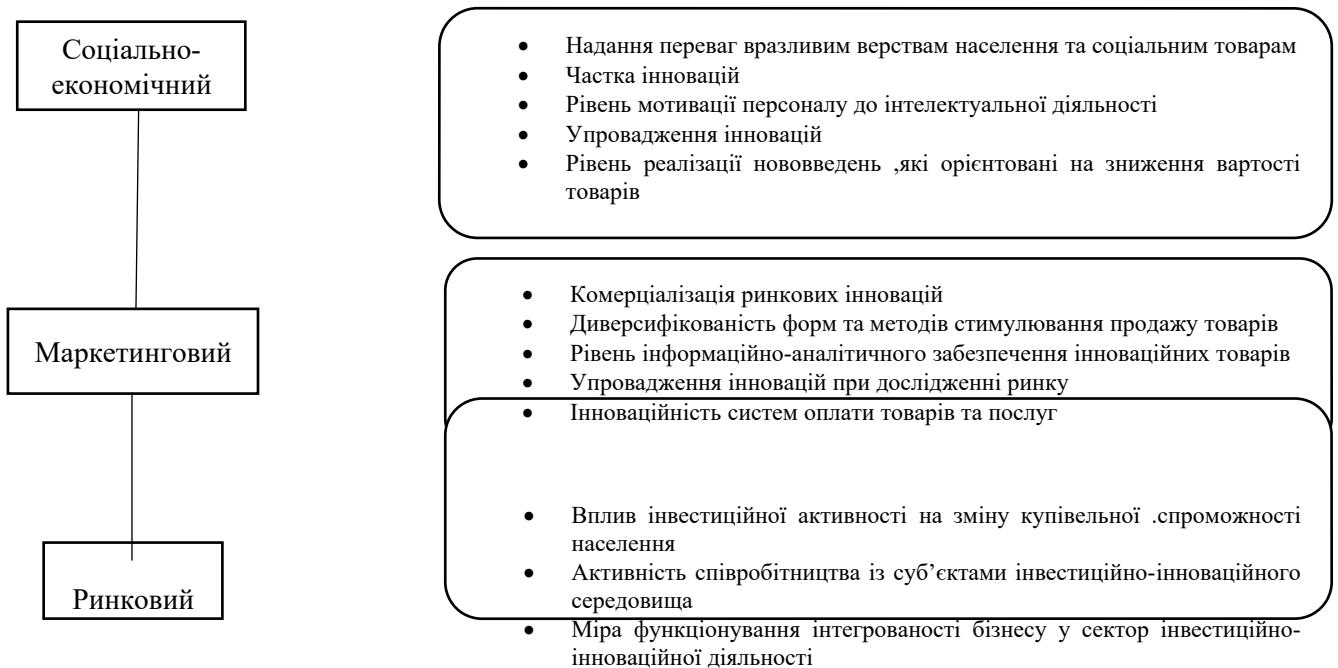 Соціально-
економічний
• Надання переваг вразливим верствам населення та соціальним товарам
• Частка інновацій
• Рівень мотивації персоналу до інтелектуальної діяльності
• Упровадження інновацій
• Рівень реалізації нововведень ,які орієнтовані на зниження вартості
товарів
Маркетинговий
• Комерціалізація ринкових інновацій
• Диверсифікованість форм та методів стимулювання продажу товарів
• Рівень інформаційно-аналітичного забезпечення інноваційних товарів
• Упровадження інновацій при дослідженні ринку
• Інноваційність систем оплати товарів та послуг
Ринковий
• Вплив інвестиційної активності на зміну купівельної .спроможності
населення
• Активність співробітництва із суб’єктами інвестиційно-інноваційного
середовища
• Міра функціонування інтегрованості бізнесу у сектор інвестиційно-
інноваційної діяльності